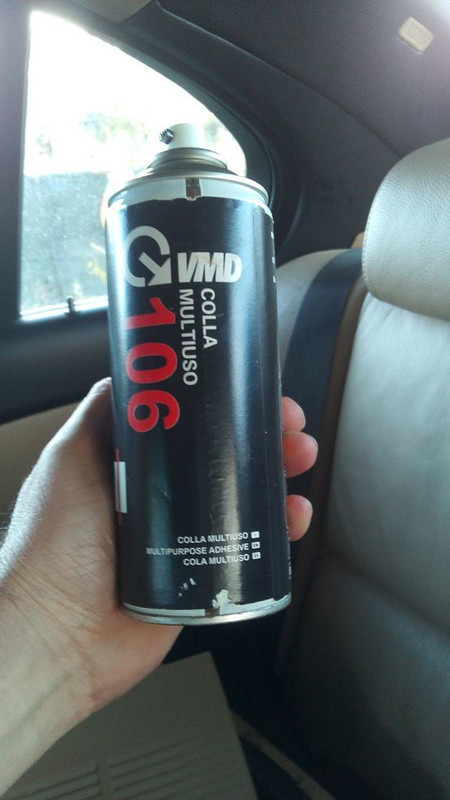 VMD
COLLA
MULTIUSO
106
COLLA MULTIUSO
MULTIPURPOSE ADHESIVE
COLA MULTIUSO